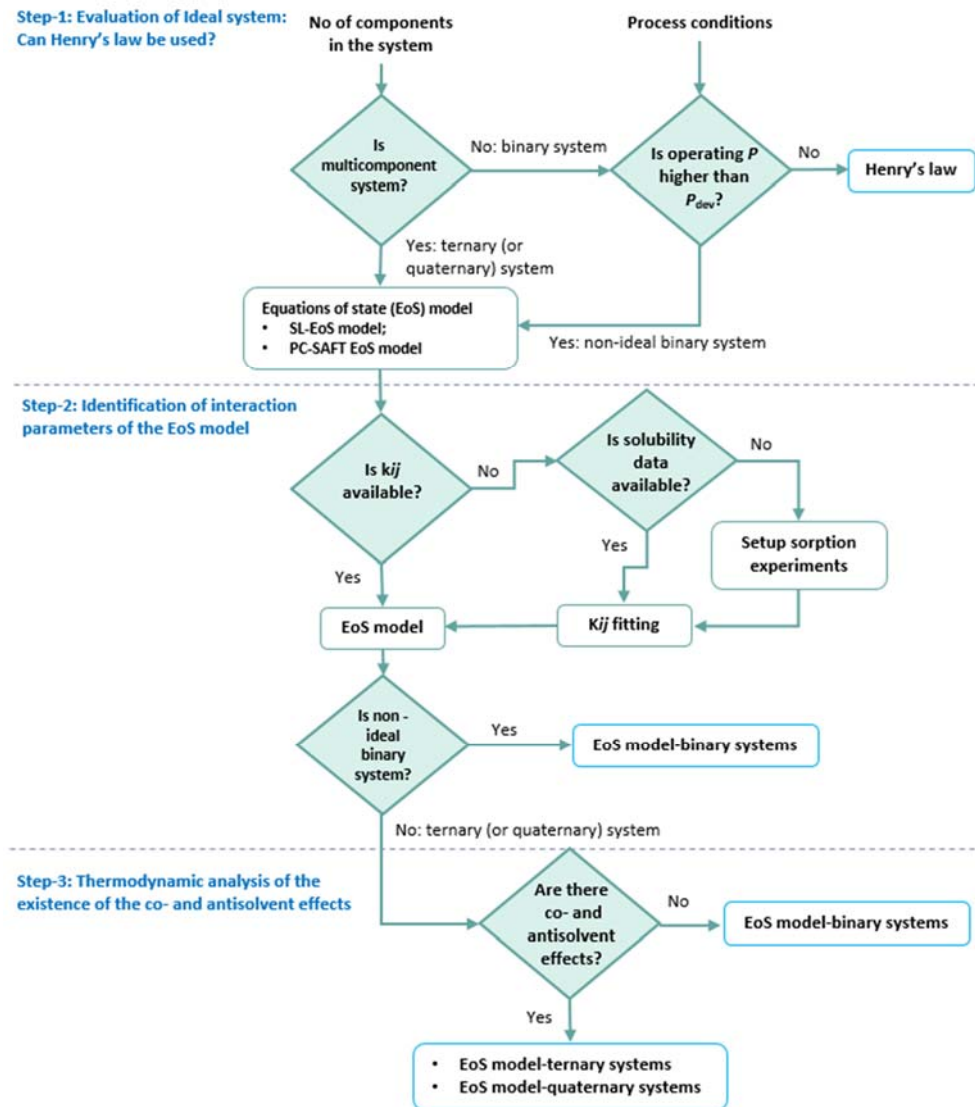 Step-1: Evaluation of Ideal system:
Can Henry's law be used?
No of components
in the system
Process conditions
Is
multicomponent
system?
No: binary system
Is operating P
higher than
Pdev?
No
Henry's law
Yes: ternary (or
quaternary) system
Equations of state (EoS) model
• SL-EoS model;
• PC-SAFT EoS model
Yes: non-ideal binary system
Step-2: Identification of interaction
parameters of the EoS model
Is kij
available?
No
Is solubility
data
available?
No
Setup sorption
experiments
Yes
Yes
EoS model
Kij fitting
Is non -
ideal
binary
system?
Yes
EoS model-binary systems
No: ternary (or quaternary) system
Step-3: Thermodynamic analysis of the
existence of the co- and antisolvent effects
Are there
co- and
antisolvent
effects?
No
EoS model-binary systems
Yes
• EoS model-ternary systems
• EoS model-quaternary systems